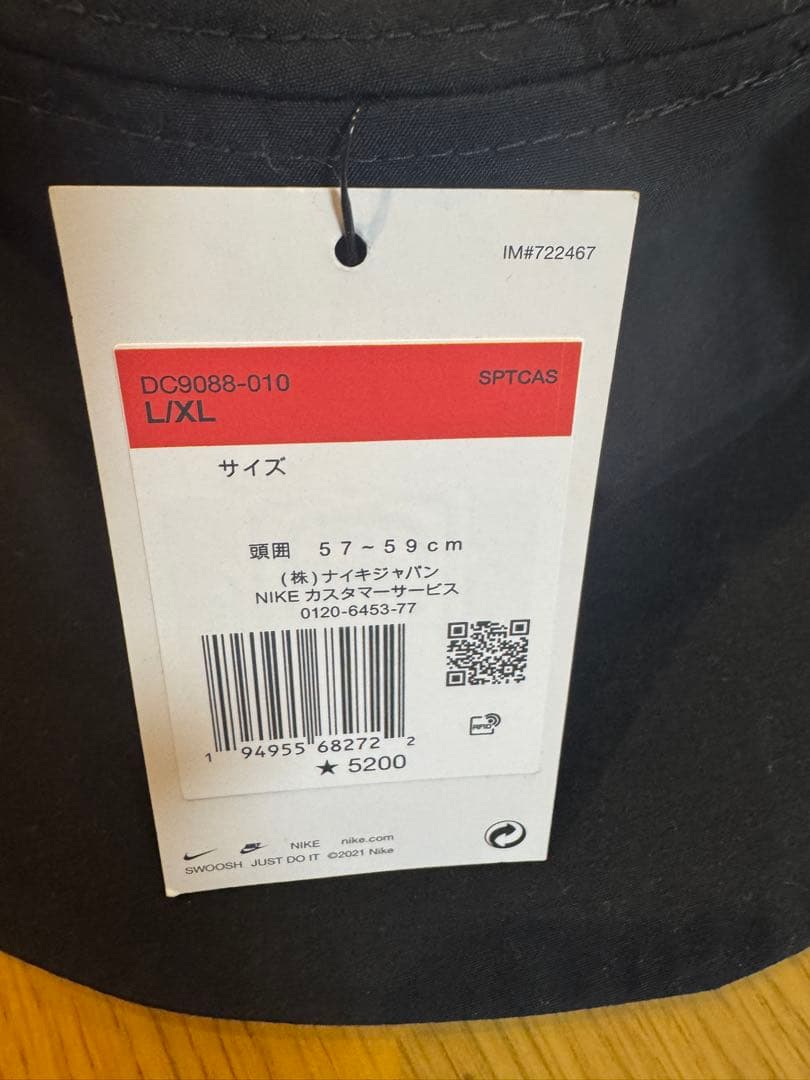 IM#722467
DC9088-010 SPTCAS
L/XL
サイズ
頭囲 57~59cm
(株)ナイキジャパン
NIKE カスタマーサービス
0120-6453-77
1 94955 68272 2
★ 5200
RFID
NIKE nike.com
SWOOSH JUST DO IT ©2021 Nike